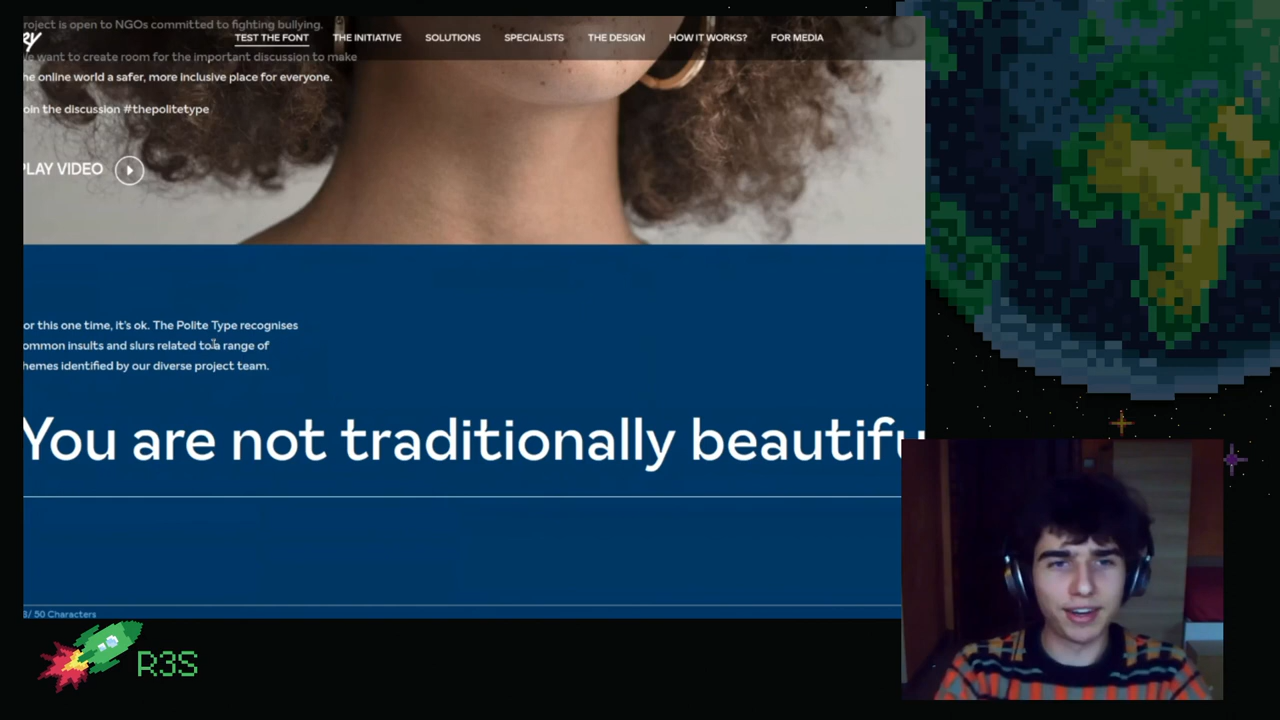 roject is open to NGOs committed to fighting bullying.
TEST THE FONT THE INITIATIVE SOLUTIONS SPECIALISTS THE DESIGN HOW IT WORKS? FOR MEDIA
e want to create room for the important discussion to make
he online world a safer, more inclusive place for everyone.
oin the discussion #thepolitetype
PLAY VIDEO
or this one time, it's ok. The Polite Type recognises
ommon insults and slurs related to a range of
hemes identified by our diverse project team.
You are not traditionally beautifu
/ 50 Characters
R3S